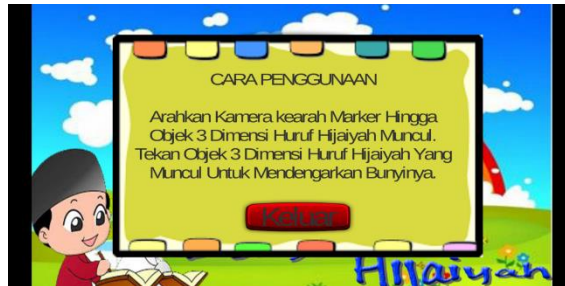 CARA PENGGUNAAN
Arahkan Kamera kearah Marker Hingga
Objek 3 Dimensi Huruf Hijaiyah Muncul.
Tekan Objek 3 Dimensi Huruf Hijaiyah Yang
Muncul Untuk Mendengarkan Bunyinya.
Keluar
Hijaiyah